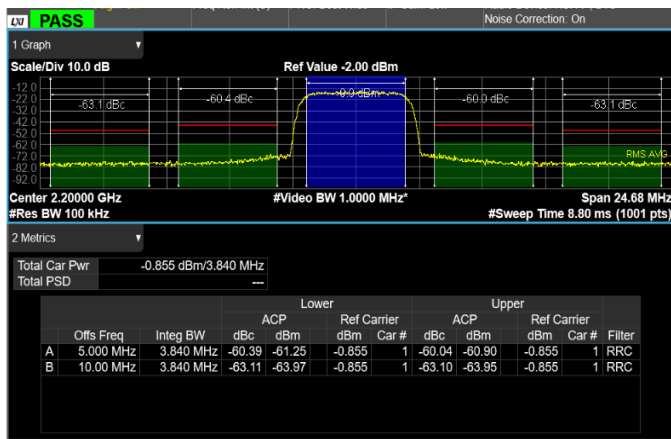 LXI PASS
Noise Correction: On
1 Graph
Scale/Div 10.0 dB Ref Value -2.00 dBm
-12.0
-22.0
-32.0
-42.0
-52.0
-62.0
-72.0
-82.0
-92.0
-63.1 dBc -60.4 dBc -0.9 dBm -60.0 dBc -63.1 dBc
RMS AVG
Center 2.20000 GHz #Video BW 1.0000 MHz* Span 24.68 MHz
#Res BW 100 kHz #Sweep Time 8.80 ms (1001 pts)
2 Metrics
Total Car Pwr -0.855 dBm/3.840 MHz
Total PSD ---
Lower Upper
ACP Ref Carrier ACP Ref Carrier
Offs Freq Integ BW dBc dBm dBm Car # dBc dBm dBm Car # Filter
A 5.000 MHz 3.840 MHz -60.39 -61.25 -0.855 1 -60.04 -60.90 -0.855 1 RRC
B 10.00 MHz 3.840 MHz -63.11 -63.97 -0.855 1 -63.10 -63.95 -0.855 1 RRC